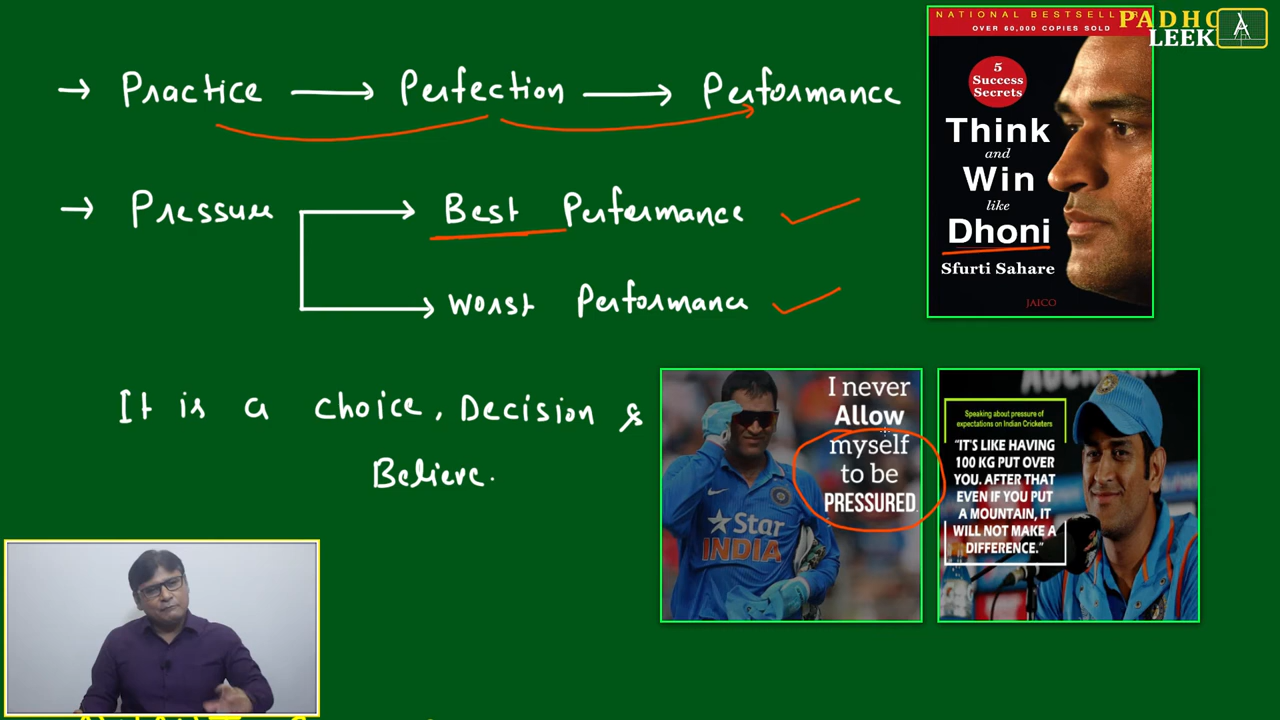 → Practice → Perfection → Performance
→ Pressure → Best Performance ✓
→ Worst Performance ✓
It is a choice, Decision &
Believe.
NATIONAL BESTSELLER
OVER 60,000 COPIES SOLD
PADHO
LEEK
5
Success
Secrets
Think
and
Win
like
Dhoni
Sfurti Sahare
JAICO
I never
Allow
myself
to be
PRESSURED.
Star
INDIA
Speaking about pressure of
expectations on Indian Cricketers
"IT'S LIKE HAVING
100 KG PUT OVER
YOU. AFTER THAT
EVEN IF YOU PUT
A MOUNTAIN, IT
WILL NOT MAKE A
DIFFERENCE."